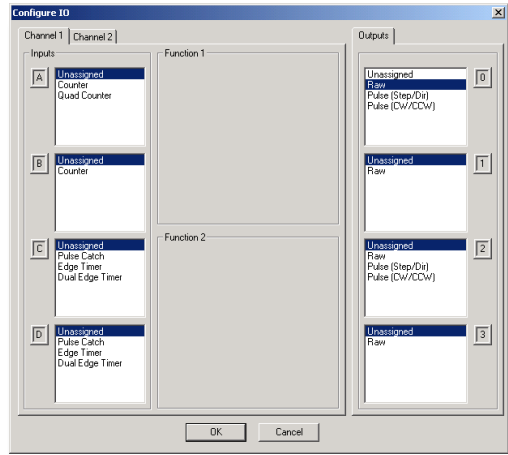 Configure IO
Channel 1
Channel 2
Outputs
Inputs
A
Unassigned
Counter
Quad Counter
B
Unassigned
Counter
C
Unassigned
Pulse Catch
Edge Timer
Dual Edge Timer
D
Unassigned
Pulse Catch
Edge Timer
Dual Edge Timer
Function 1
Function 2
Unassigned
Raw
Pulse (Step/Dir)
Pulse (CW/CCW)
0
Unassigned
Raw
1
Unassigned
Raw
Pulse (Step/Dir)
Pulse (CW/CCW)
2
Unassigned
Raw
3
OK
Cancel